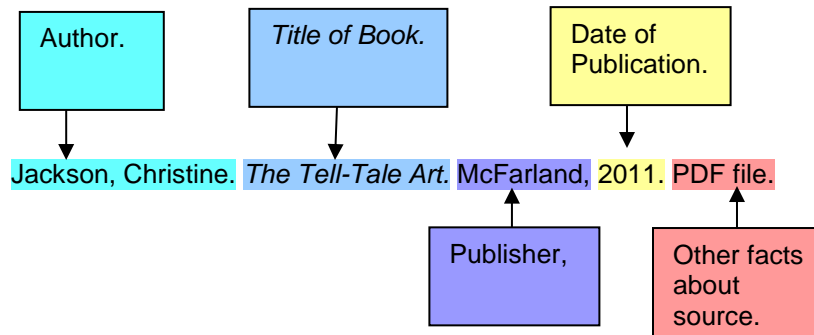 Author.
Title of Book.
Date of
Publication.
Jackson, Christine. The Tell-Tale Art. McFarland, 2011. PDF file.
Publisher,
Other facts
about
source.